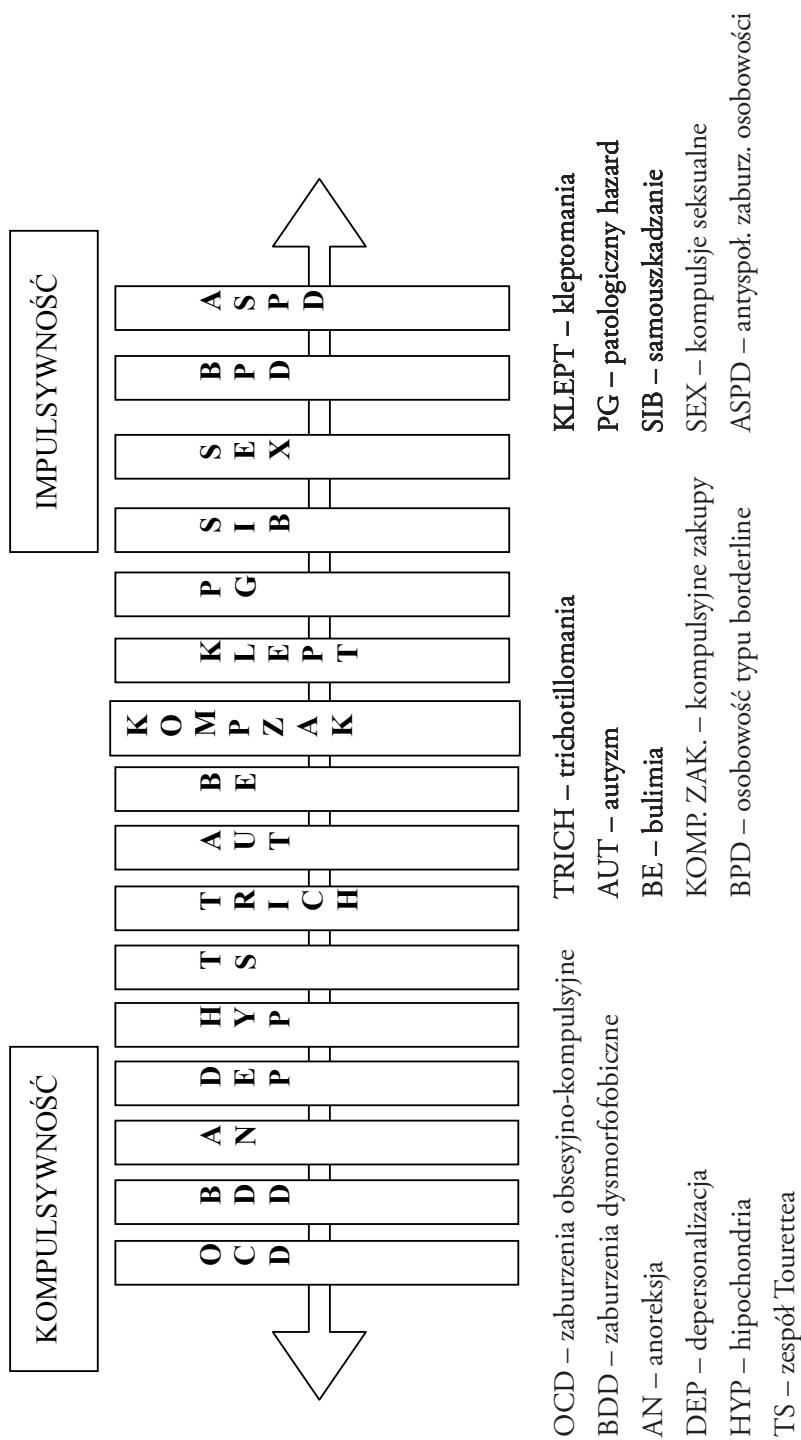 KOMPULSYWNOŚĆ
IMPULSYWNOŚĆ
OCD
BDD
AN
DEP
HYP
TS
TRICH
AUT
BE
KOMPZAK
KLEPT
PG
SIB
SEX
BPD
ASPD
OCD – zaburzenia obsesyjno-kompulsyjne
BDD – zaburzenia dysmorfofobiczne
AN – anoreksja
DEP – depersonalizacja
HYP – hipochondria
TS – zespół Tourettea
TRICH – trichotillomania
AUT – autyzm
BE – bulimia
KOMP. ZAK. – kompulsyjne zakupy
BPD – osobowość typu borderline
KLEPT – kleptomania
PG – patologiczny hazard
SIB – samouszkadzanie
SEX – kompulsje seksualne
ASPD – antyspoł. zaburz. osobowości